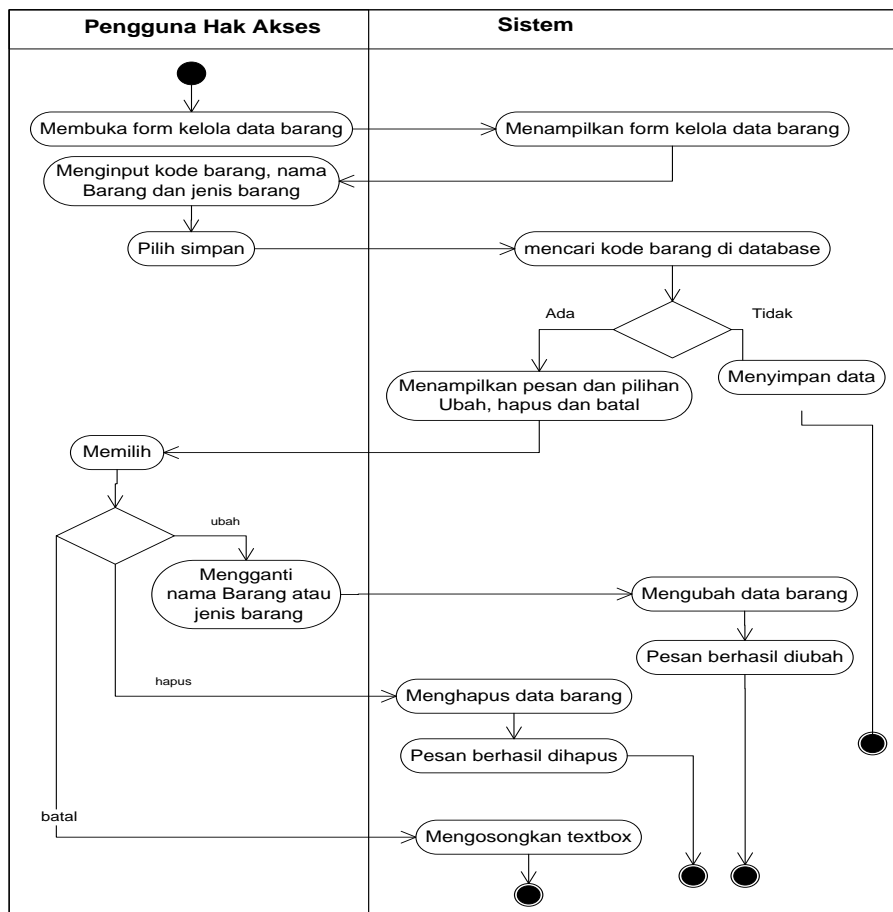 Pengguna Hak Akses
Sistem
Membuka form kelola data barang
Menampilkan form kelola data barang
Menginput kode barang, nama
Barang dan jenis barang
Pilih simpan
mencari kode barang di database
Ada
Tidak
Menampilkan pesan dan pilihan
Ubah, hapus dan batal
Menyimpan data
Memilih
ubah
Mengganti
nama Barang atau
jenis barang
Mengubah data barang
Pesan berhasil diubah
hapus
Menghapus data barang
Pesan berhasil dihapus
batal
Mengosongkan textbox